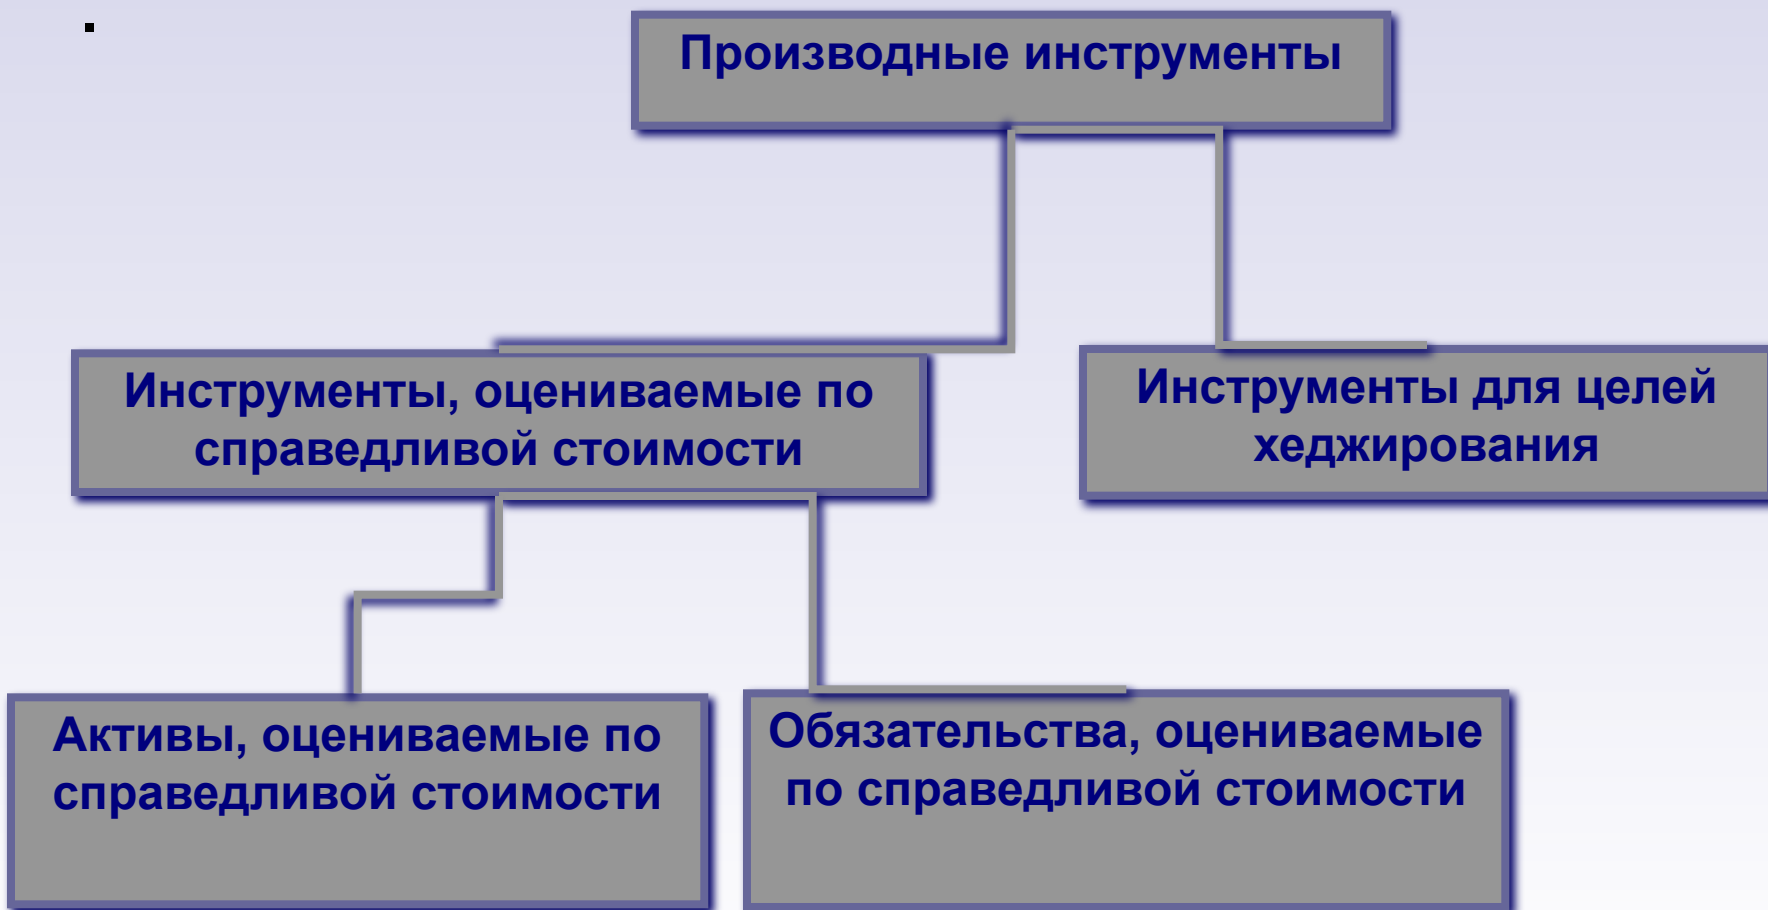 Производные инструменты
Инструменты, оцениваемые по
справедливой стоимости
Инструменты для целей
хеджирования
Активы, оцениваемые по
справедливой стоимости
Обязательства, оцениваемые
по справедливой стоимости